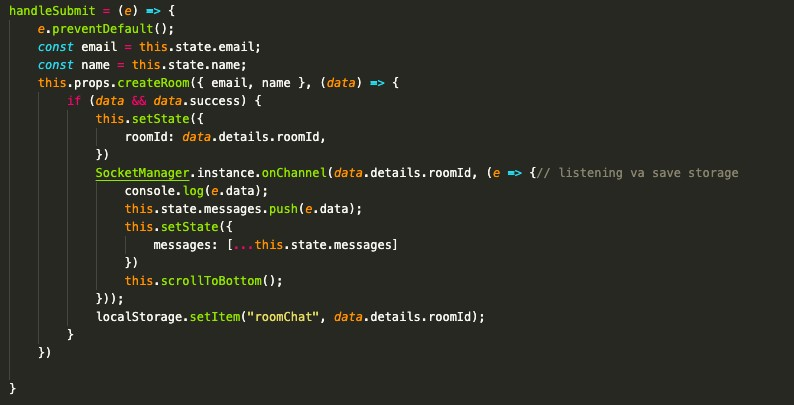 handleSubmit = (e) => {
e.preventDefault();
const email = this.state.email;
const name = this.state.name;
this.props.createRoom({ email, name }, (data) => {
if (data && data.success) {
this.setState({
roomId: data.details.roomId,
})
SocketManager.instance.onChannel(data.details.roomId, (e => {// listening va save storage
console.log(e.data);
this.state.messages.push(e.data);
this.setState({
messages: [...this.state.messages]
})
this.scrollToBottom();
}));
localStorage.setItem("roomChat", data.details.roomId);
}
})
}